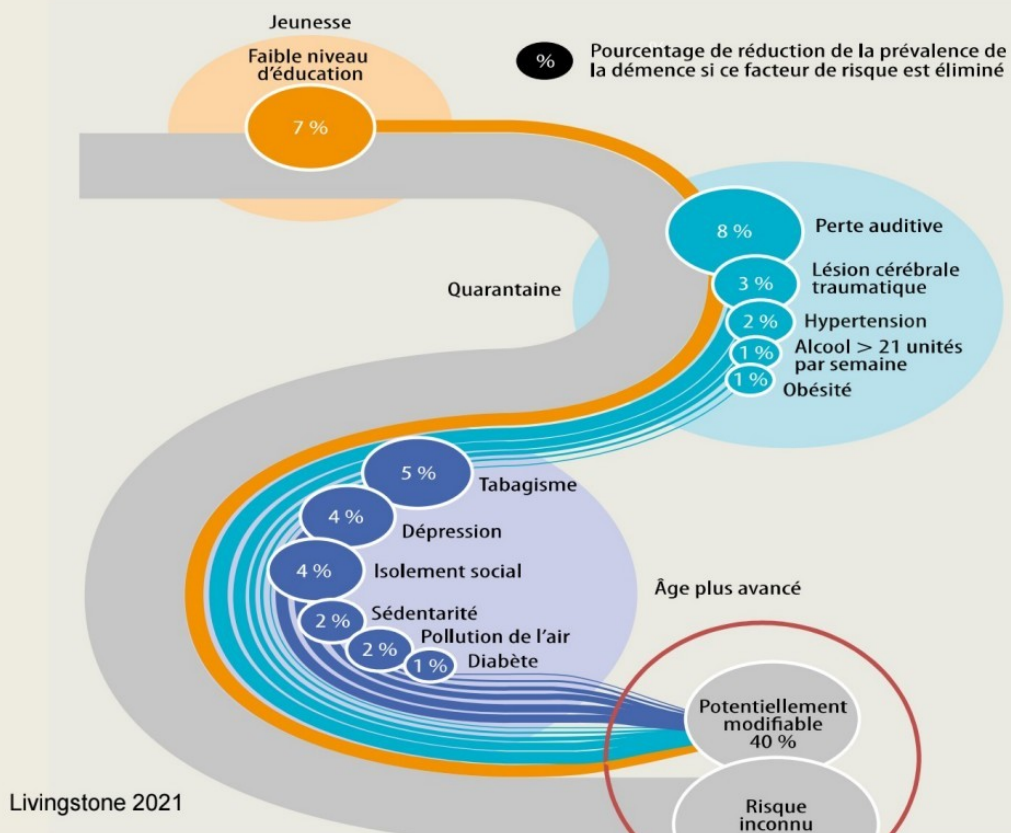 Jeunesse
Faible niveau
d'éducation
7 %
%
Pourcentage de réduction de la prévalence de
la démence si ce facteur de risque est éliminé
8 %
Perte auditive
3 %
Lésion cérébrale
traumatique
Quarantaine
2 %
Hypertension
1 %
Alcool > 21 unités
par semaine
1 %
Obésité
5 %
Tabagisme
4 %
Dépression
4 %
Isolement social
Âge plus avancé
2 %
Sédentarité
2 %
Pollution de l'air
1 %
Diabète
Potentiellement
modifiable
40 %
Livingstone 2021
Risque
inconnu